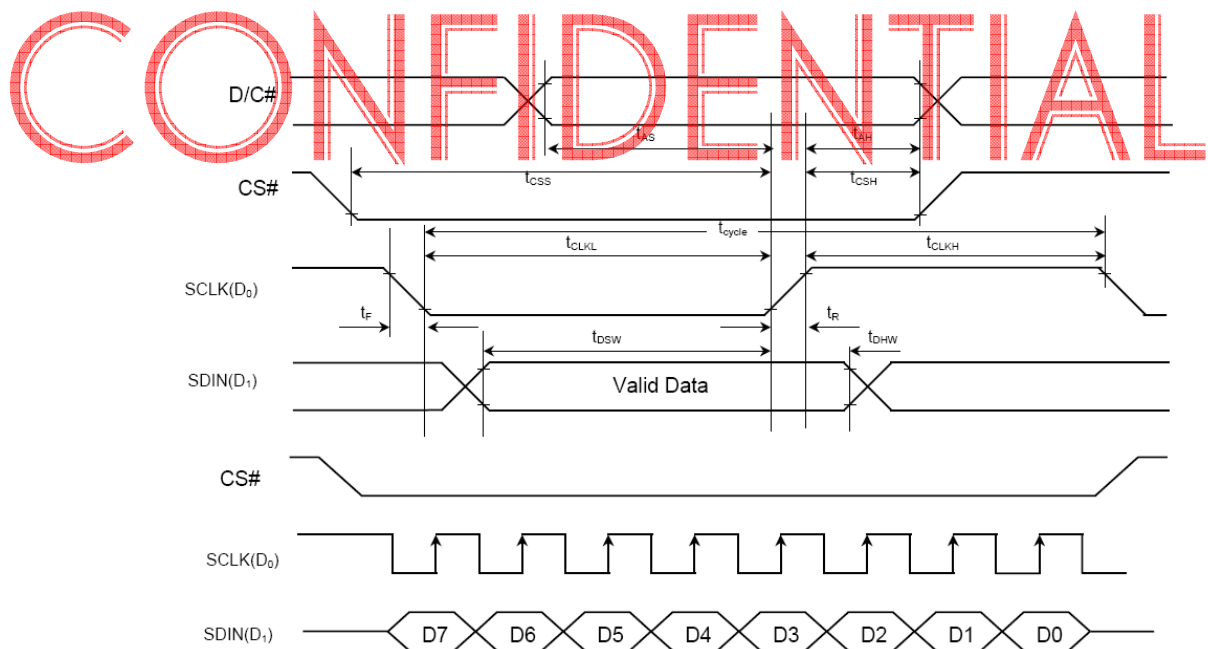 CONFIDENTIAL
D/C#
tAS
tAH
tCSS
tCSH
CS#
tcycle
tCLKL
tCLKH
SCLK(D0)
tF
tR
tDSW
tDHW
SDIN(D1)
Valid Data
CS#
SCLK(D0)
SDIN(D1)
D7 D6 D5 D4 D3 D2 D1 D0